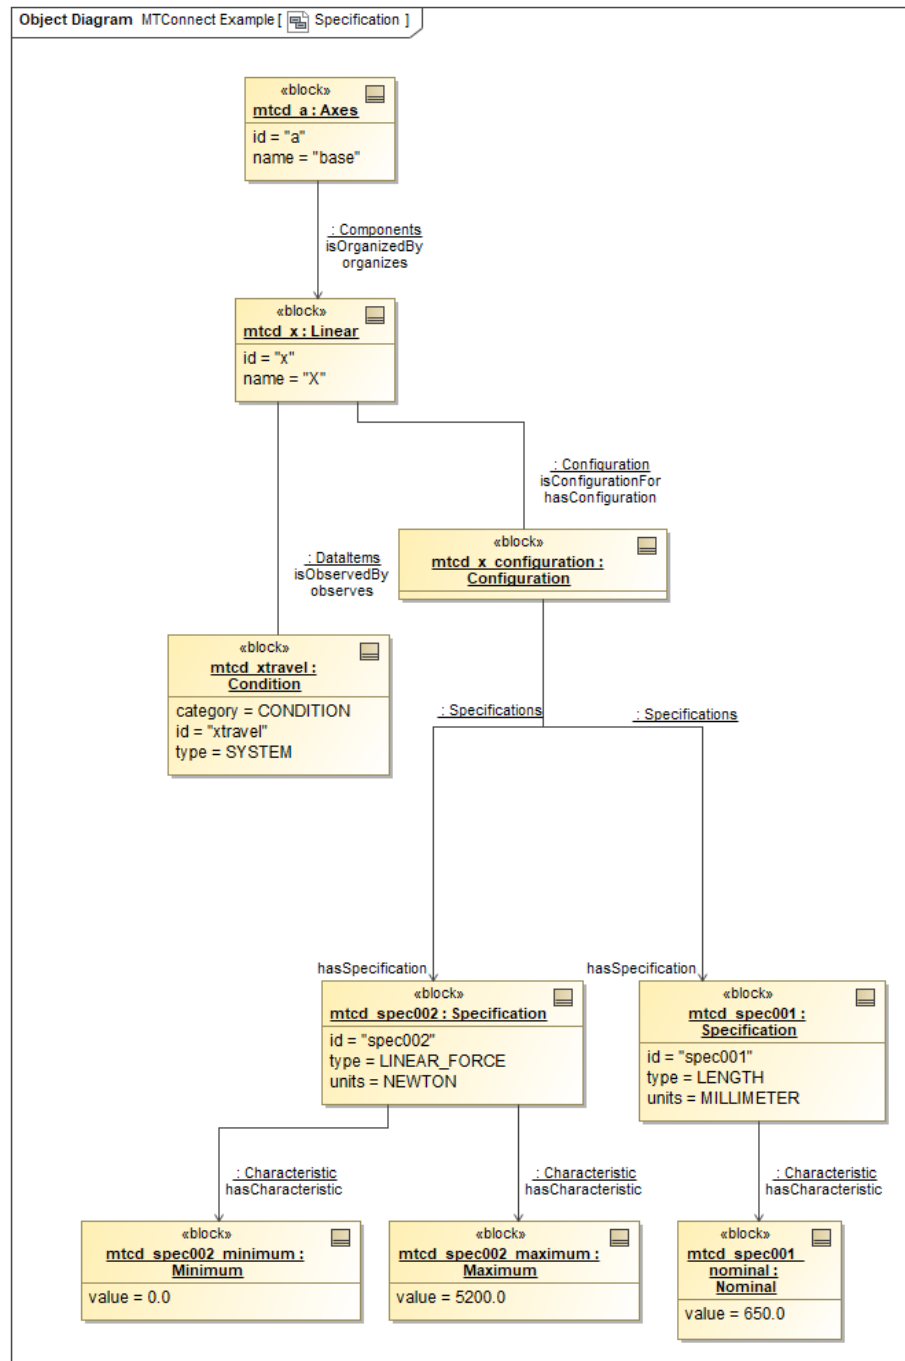 Object Diagram MTConnect Example [ Specification ]
«block»
mtcd_a : Axes
id = "a"
name = "base"
: Components
isOrganizedBy
organizes
«block»
mtcd_x : Linear
id = "x"
name = "X"
: Configuration
isConfigurationFor
hasConfiguration
«block»
mtcd_x_configuration :
Configuration
: DataItems
isObservedBy
observes
«block»
mtcd_xtravel :
Condition
category = CONDITION
id = "xtravel"
type = SYSTEM
: Specifications
: Specifications
hasSpecification
hasSpecification
«block»
mtcd_spec002 : Specification
id = "spec002"
type = LINEAR_FORCE
units = NEWTON
«block»
mtcd_spec001 :
Specification
id = "spec001"
type = LENGTH
units = MILLIMETER
: Characteristic
hasCharacteristic
: Characteristic
hasCharacteristic
: Characteristic
hasCharacteristic
«block»
mtcd_spec002_minimum :
Minimum
value = 0.0
«block»
mtcd_spec002_maximum :
Maximum
value = 5200.0
«block»
mtcd_spec001_
nominal :
Nominal
value = 650.0